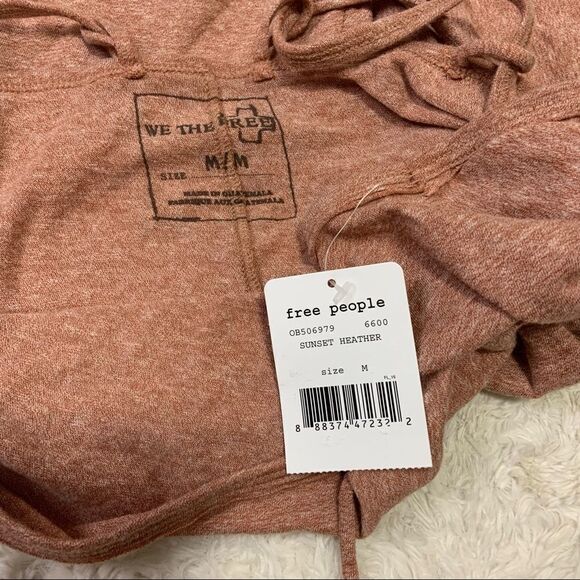 WE THE FREE
SIZE M/M
MADE IN GUATEMALA
FABRIQUE AUX GUATEMALA
free people
OB506979 6600
SUNSET HEATHER
size M
8 88374 47232 2